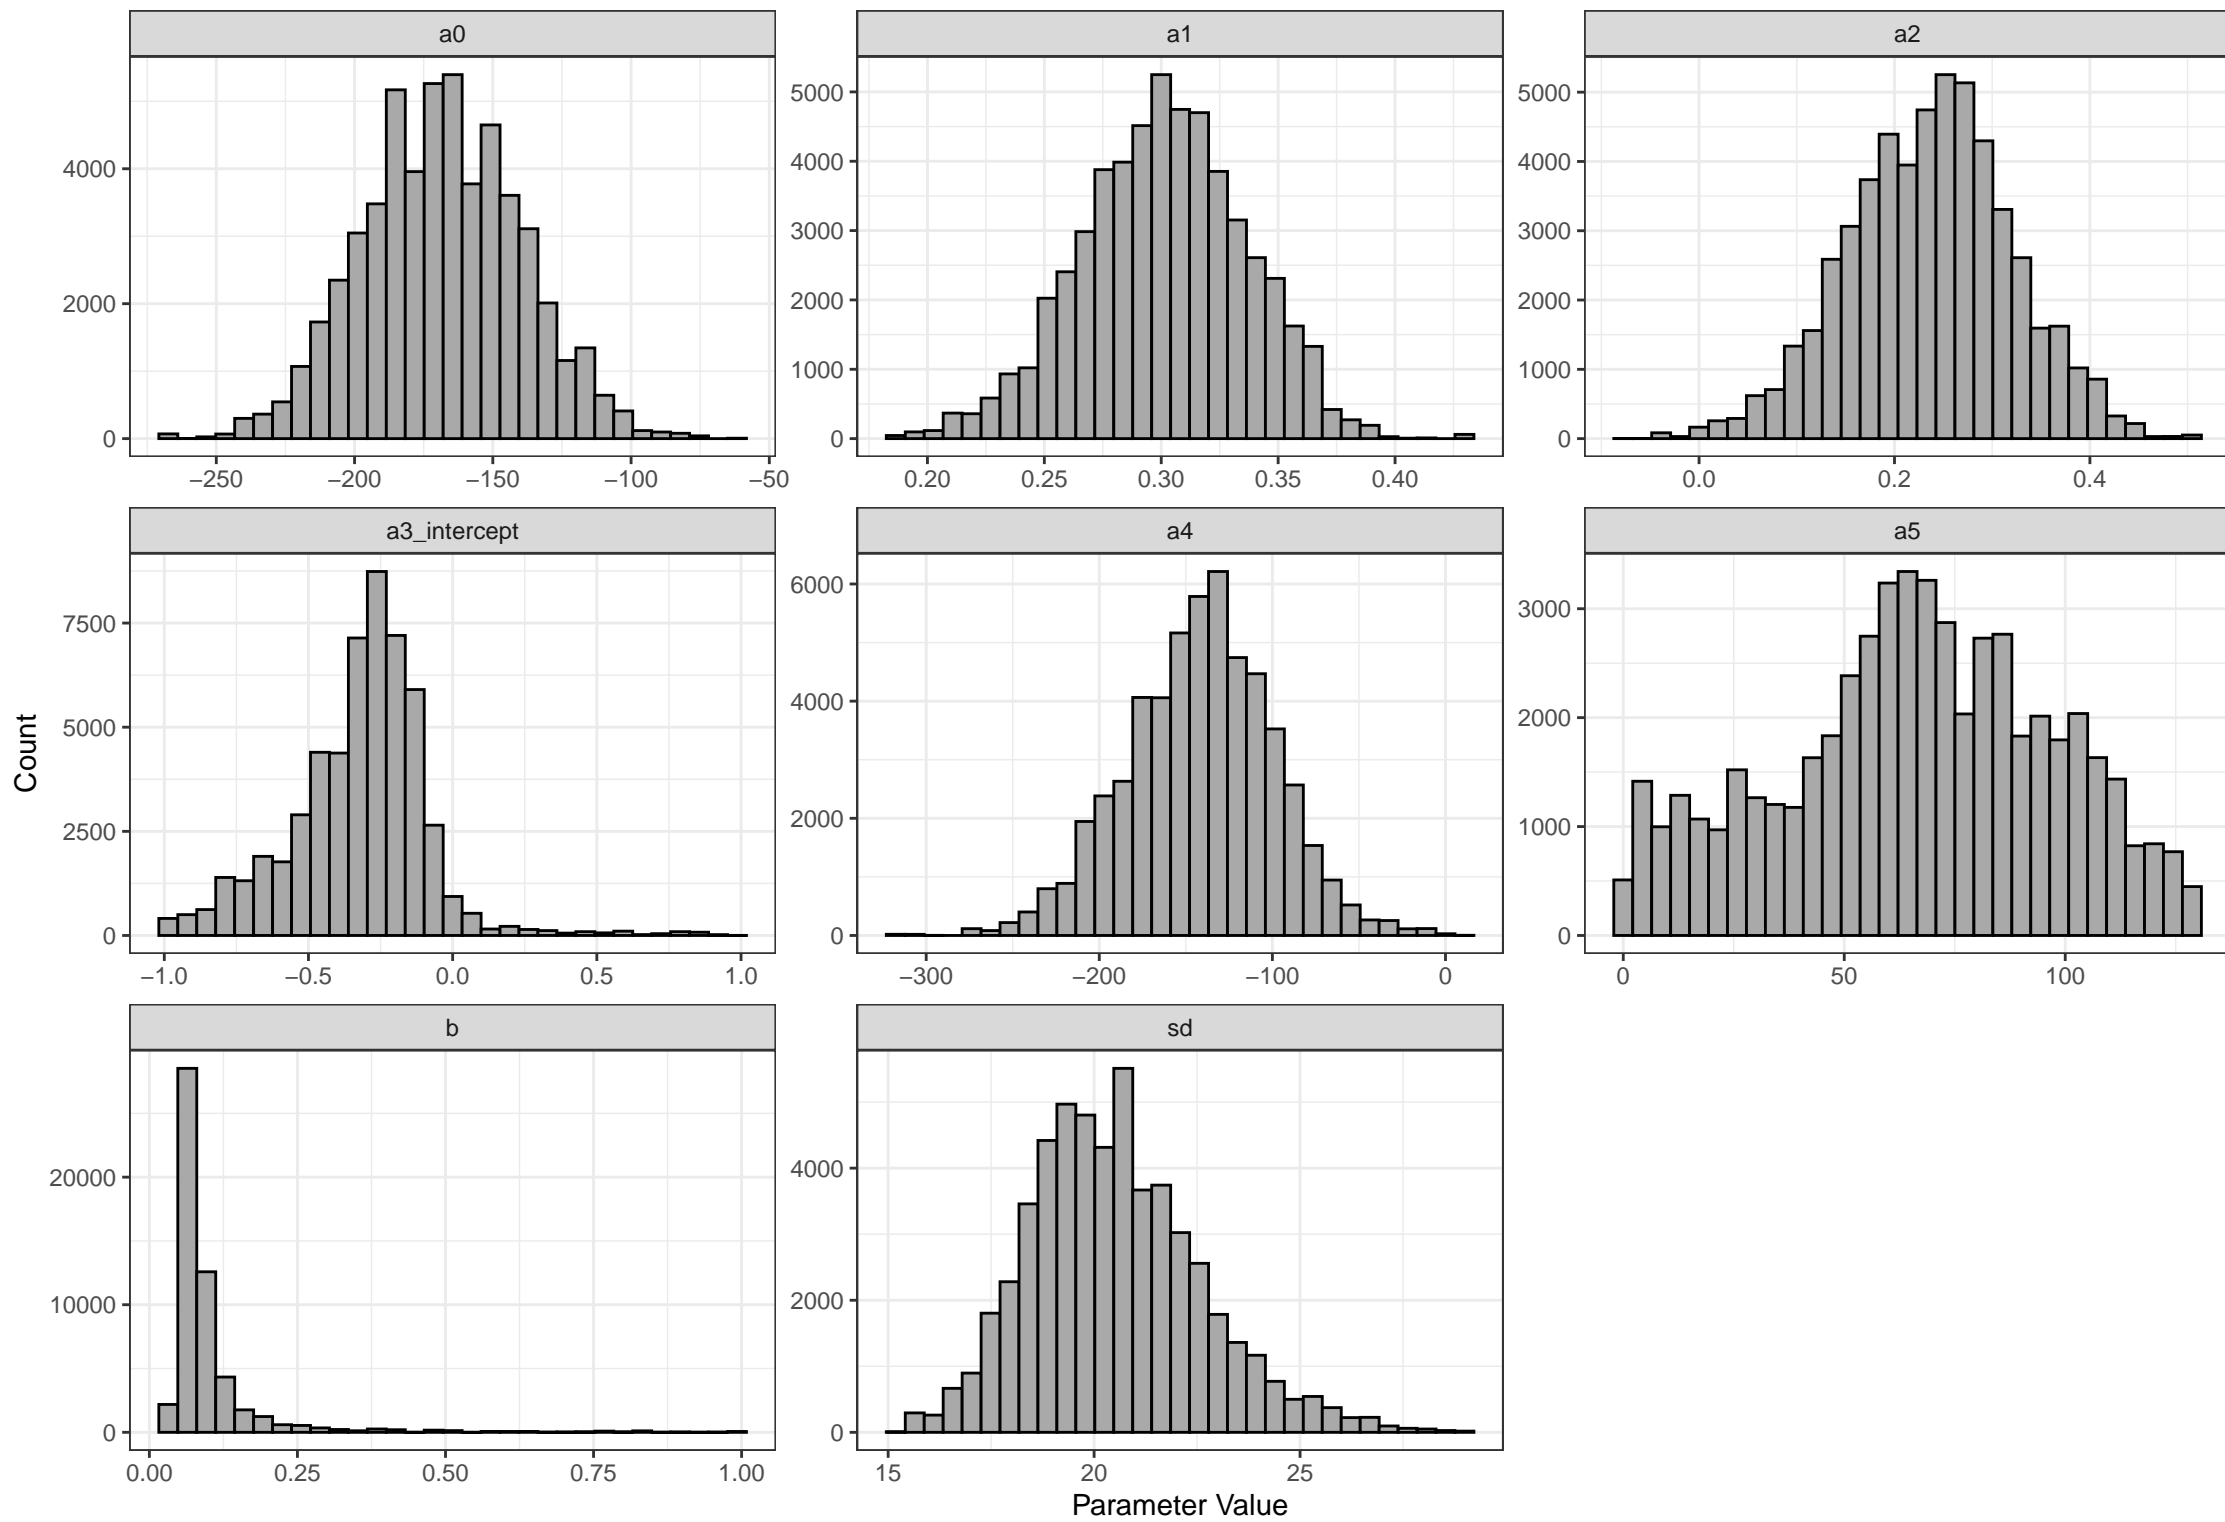 a0 a1 a2
4000
2000
0
5000
4000
3000
2000
1000
0
5000
4000
3000
2000
1000
0
−250 −200 −150 −100 −50
0.20 0.25 0.30 0.35 0.40
0.0 0.2 0.4
a3_intercept a4 a5
7500
5000
2500
0
6000
4000
2000
0
3000
2000
1000
0
−1.0 −0.5 0.0 0.5 1.0
−300 −200 −100 0
0 50 100
Count
b sd
20000
10000
0
4000
2000
0
0.00 0.25 0.50 0.75 1.00
15 20 25
Parameter Value